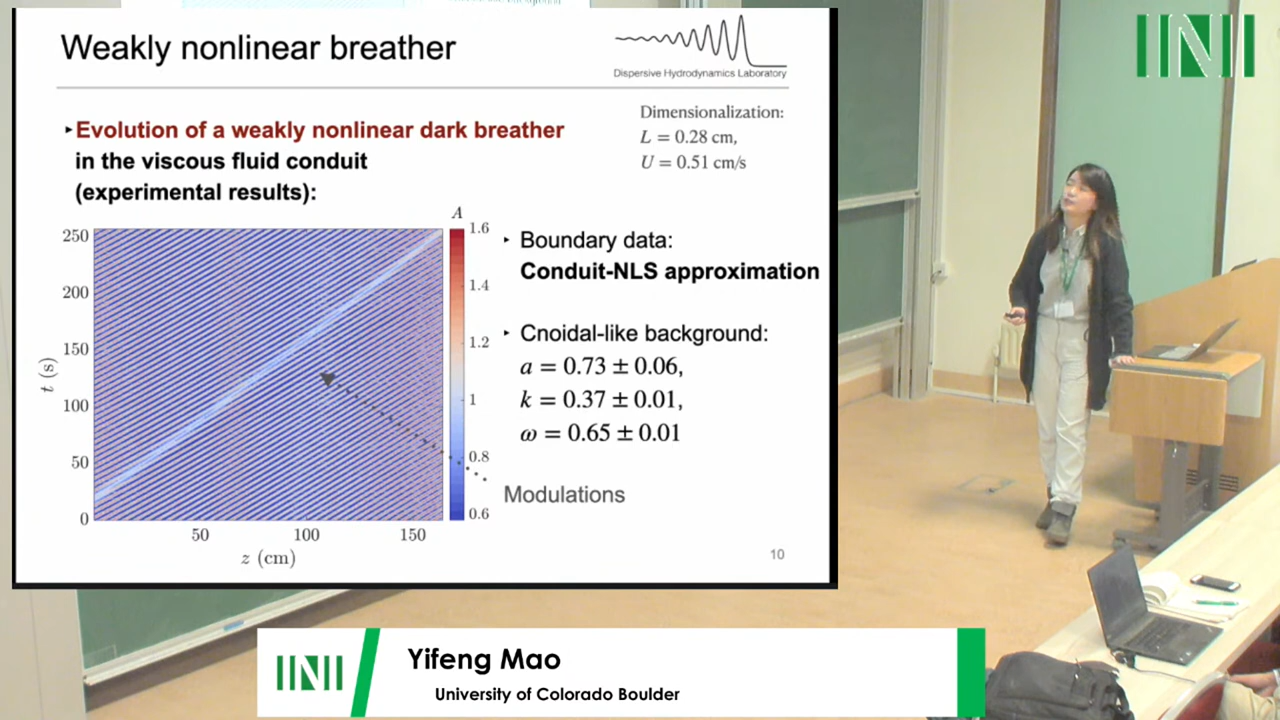 Weakly nonlinear breather
Dispersive Hydrodynamics Laboratory
Dimensionalization:
L = 0.28 cm,
U = 0.51 cm/s
‣Evolution of a weakly nonlinear dark breather
in the viscous fluid conduit
(experimental results):
A
1.6
1.4
1.2
1
0.8
0.6
250
200
150
100
50
0
t (s)
50
100
150
z (cm)
‣ Boundary data:
Conduit-NLS approximation
‣ Cnoidal-like background:
a = 0.73 ± 0.06,
k = 0.37 ± 0.01,
ω = 0.65 ± 0.01
Modulations
10
INI
INI
Yifeng Mao
University of Colorado Boulder